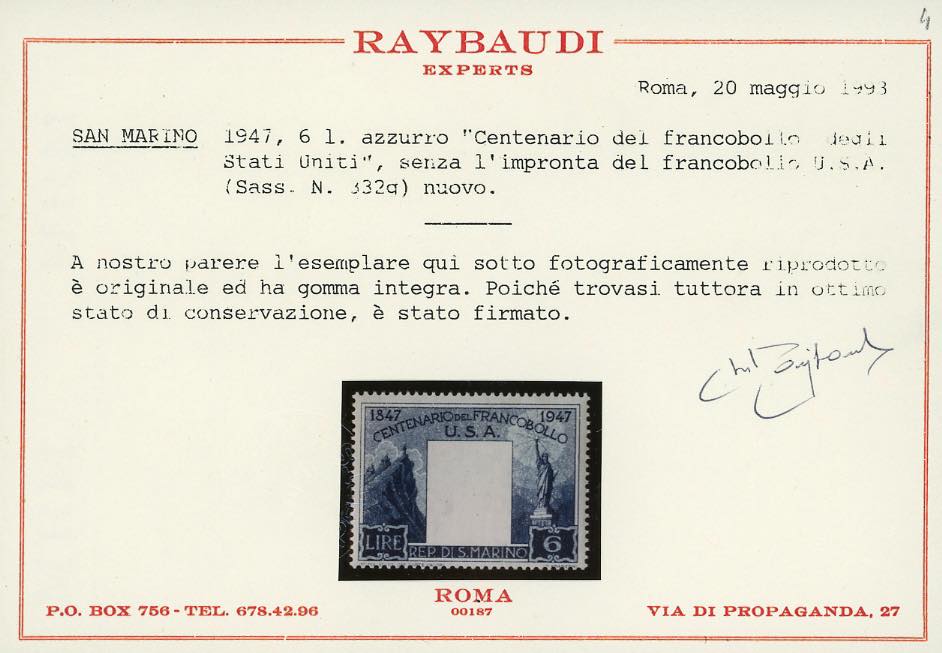 4
RAYBAUDI
EXPERTS
Roma, 20 maggio 1993
SAN MARINO 1947, 6 l. azzurro "Centenario del francobollo degli
Stati Uniti", senza l'impronta del francobollo U.S.A.
(Sass. N. 332g) nuovo.
A nostro parere l'esemplare qui sotto fotograficamente riprodotto
è originale ed ha gomma integra. Poiché trovasi tuttora in ottimo
stato di conservazione, è stato firmato.
1847 1947
CENTENARIO DEL FRANCOBOLLO
U.S.A.
LIRE REP. DI S. MARINO 6
ROMA
00187
P.O. BOX 756 - TEL. 678.42.96 VIA DI PROPAGANDA, 27